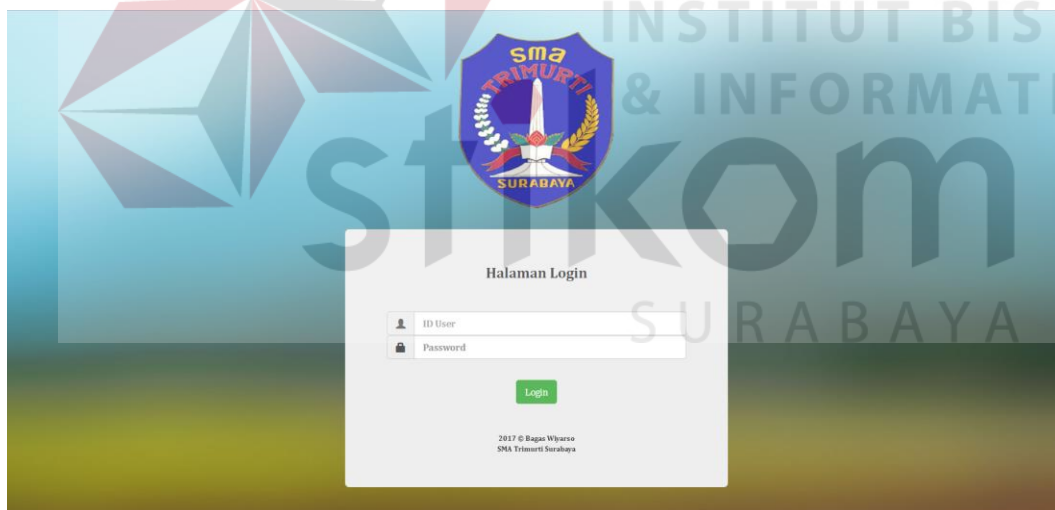 INSTITUT BIS
& INFORMAT
stikom
SURABAYA
sma
TRIMURTI
SURABAYA
Halaman Login
ID User
Password
Login
2017 © Bagas Wiyarso
SMA Trimurti Surabaya